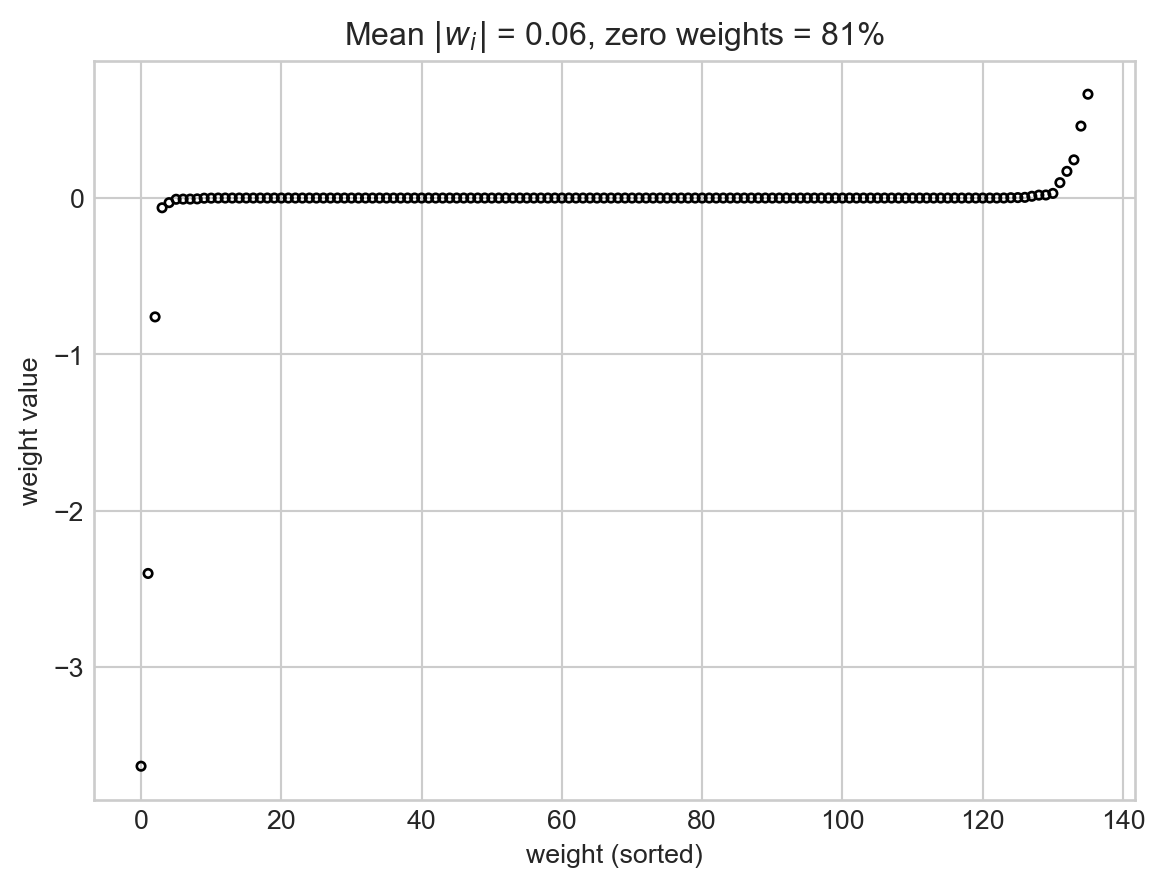 Mean |wᵢ| = 0.06, zero weights = 81%
0
−1
−2
−3
weight value
0 20 40 60 80 100 120 140
weight (sorted)